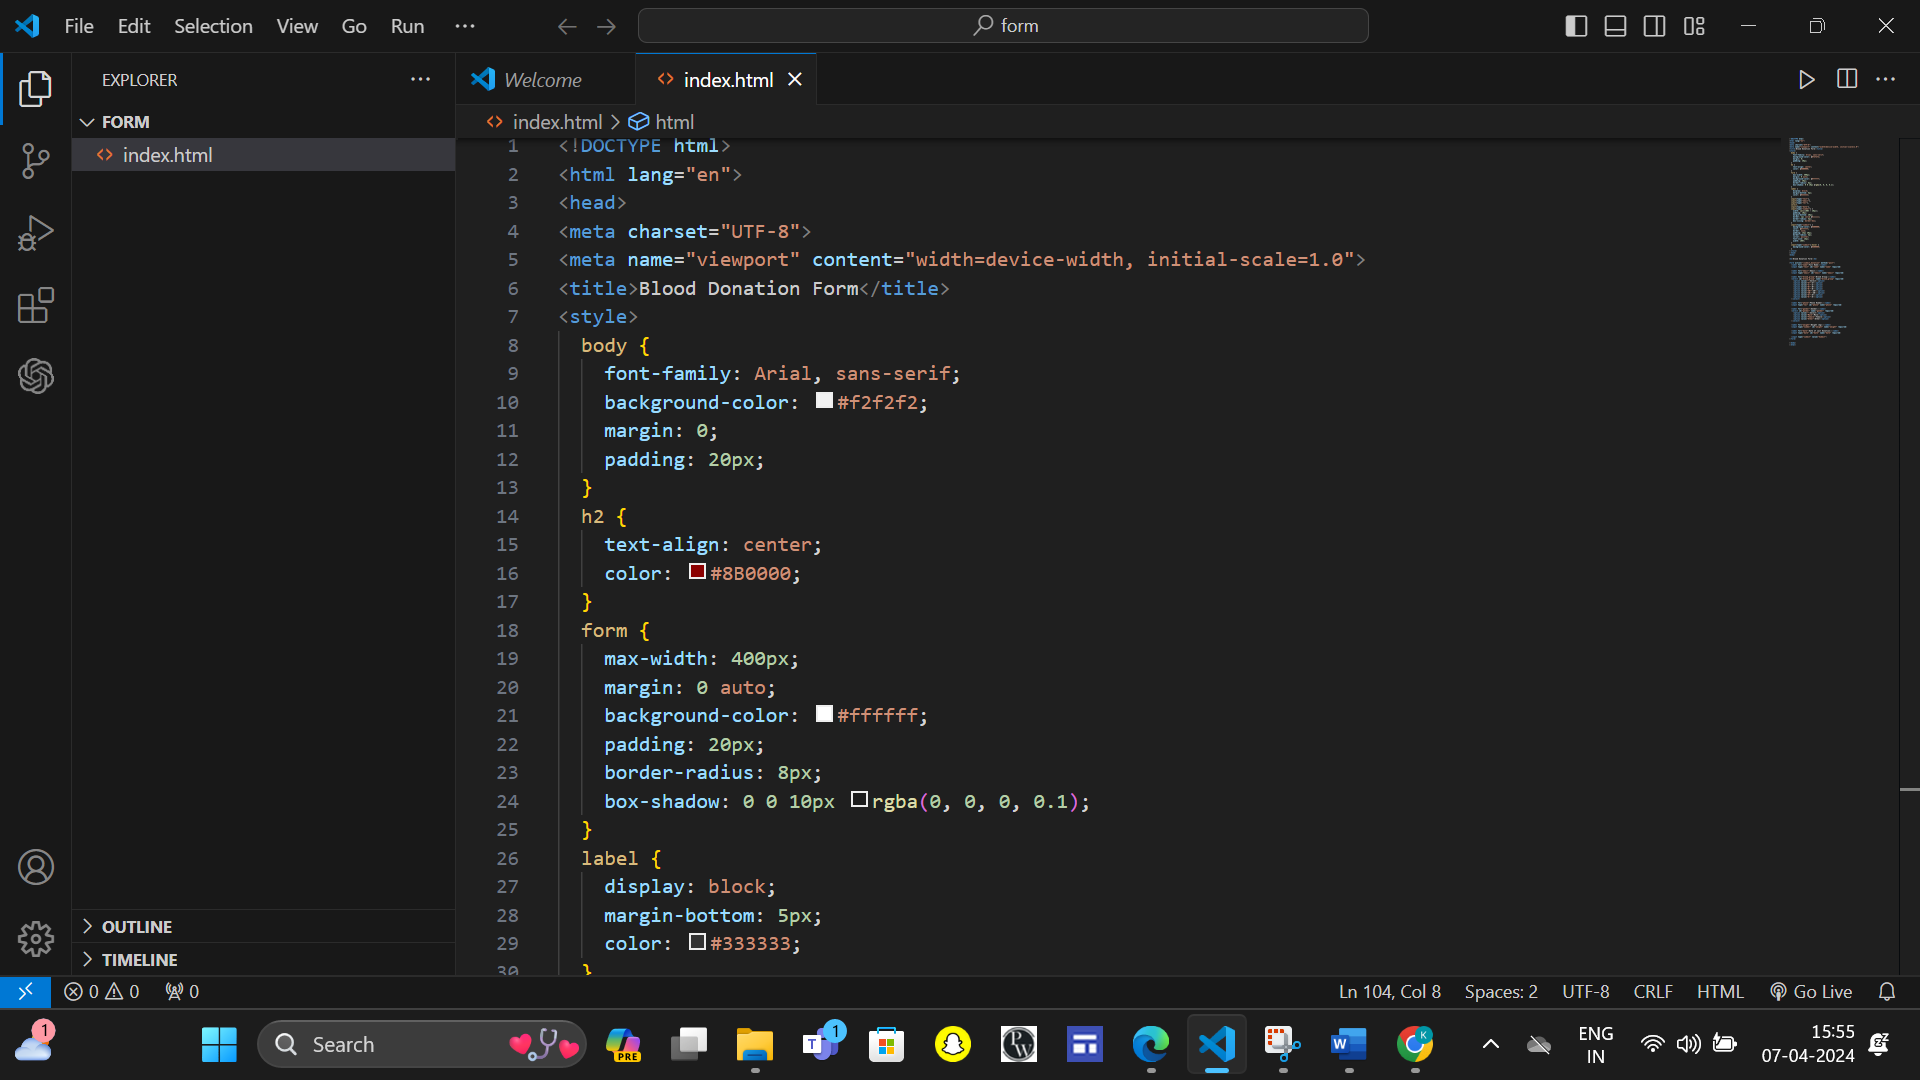 File Edit Selection View Go Run ···
form
EXPLORER
Welcome
index.html
FORM
index.html > html
index.html
1 <!DOCTYPE html>
2 <html lang="en">
3 <head>
4 <meta charset="UTF-8">
5 <meta name="viewport" content="width=device-width, initial-scale=1.0">
6 <title>Blood Donation Form</title>
7 <style>
8 body {
9 font-family: Arial, sans-serif;
10 background-color: #f2f2f2;
11 margin: 0;
12 padding: 20px;
13 }
14 h2 {
15 text-align: center;
16 color: #8B0000;
17 }
18 form {
19 max-width: 400px;
20 margin: 0 auto;
21 background-color: #ffffff;
22 padding: 20px;
23 border-radius: 8px;
24 box-shadow: 0 0 10px rgba(0, 0, 0, 0.1);
25 }
26 label {
27 display: block;
28 margin-bottom: 5px;
29 color: #333333;
30 }
OUTLINE
TIMELINE
0 0 0
Ln 104, Col 8 Spaces: 2 UTF-8 CRLF HTML Go Live
1
Search
PRE
T
1
W
K
ENG
IN
15:55
07-04-2024